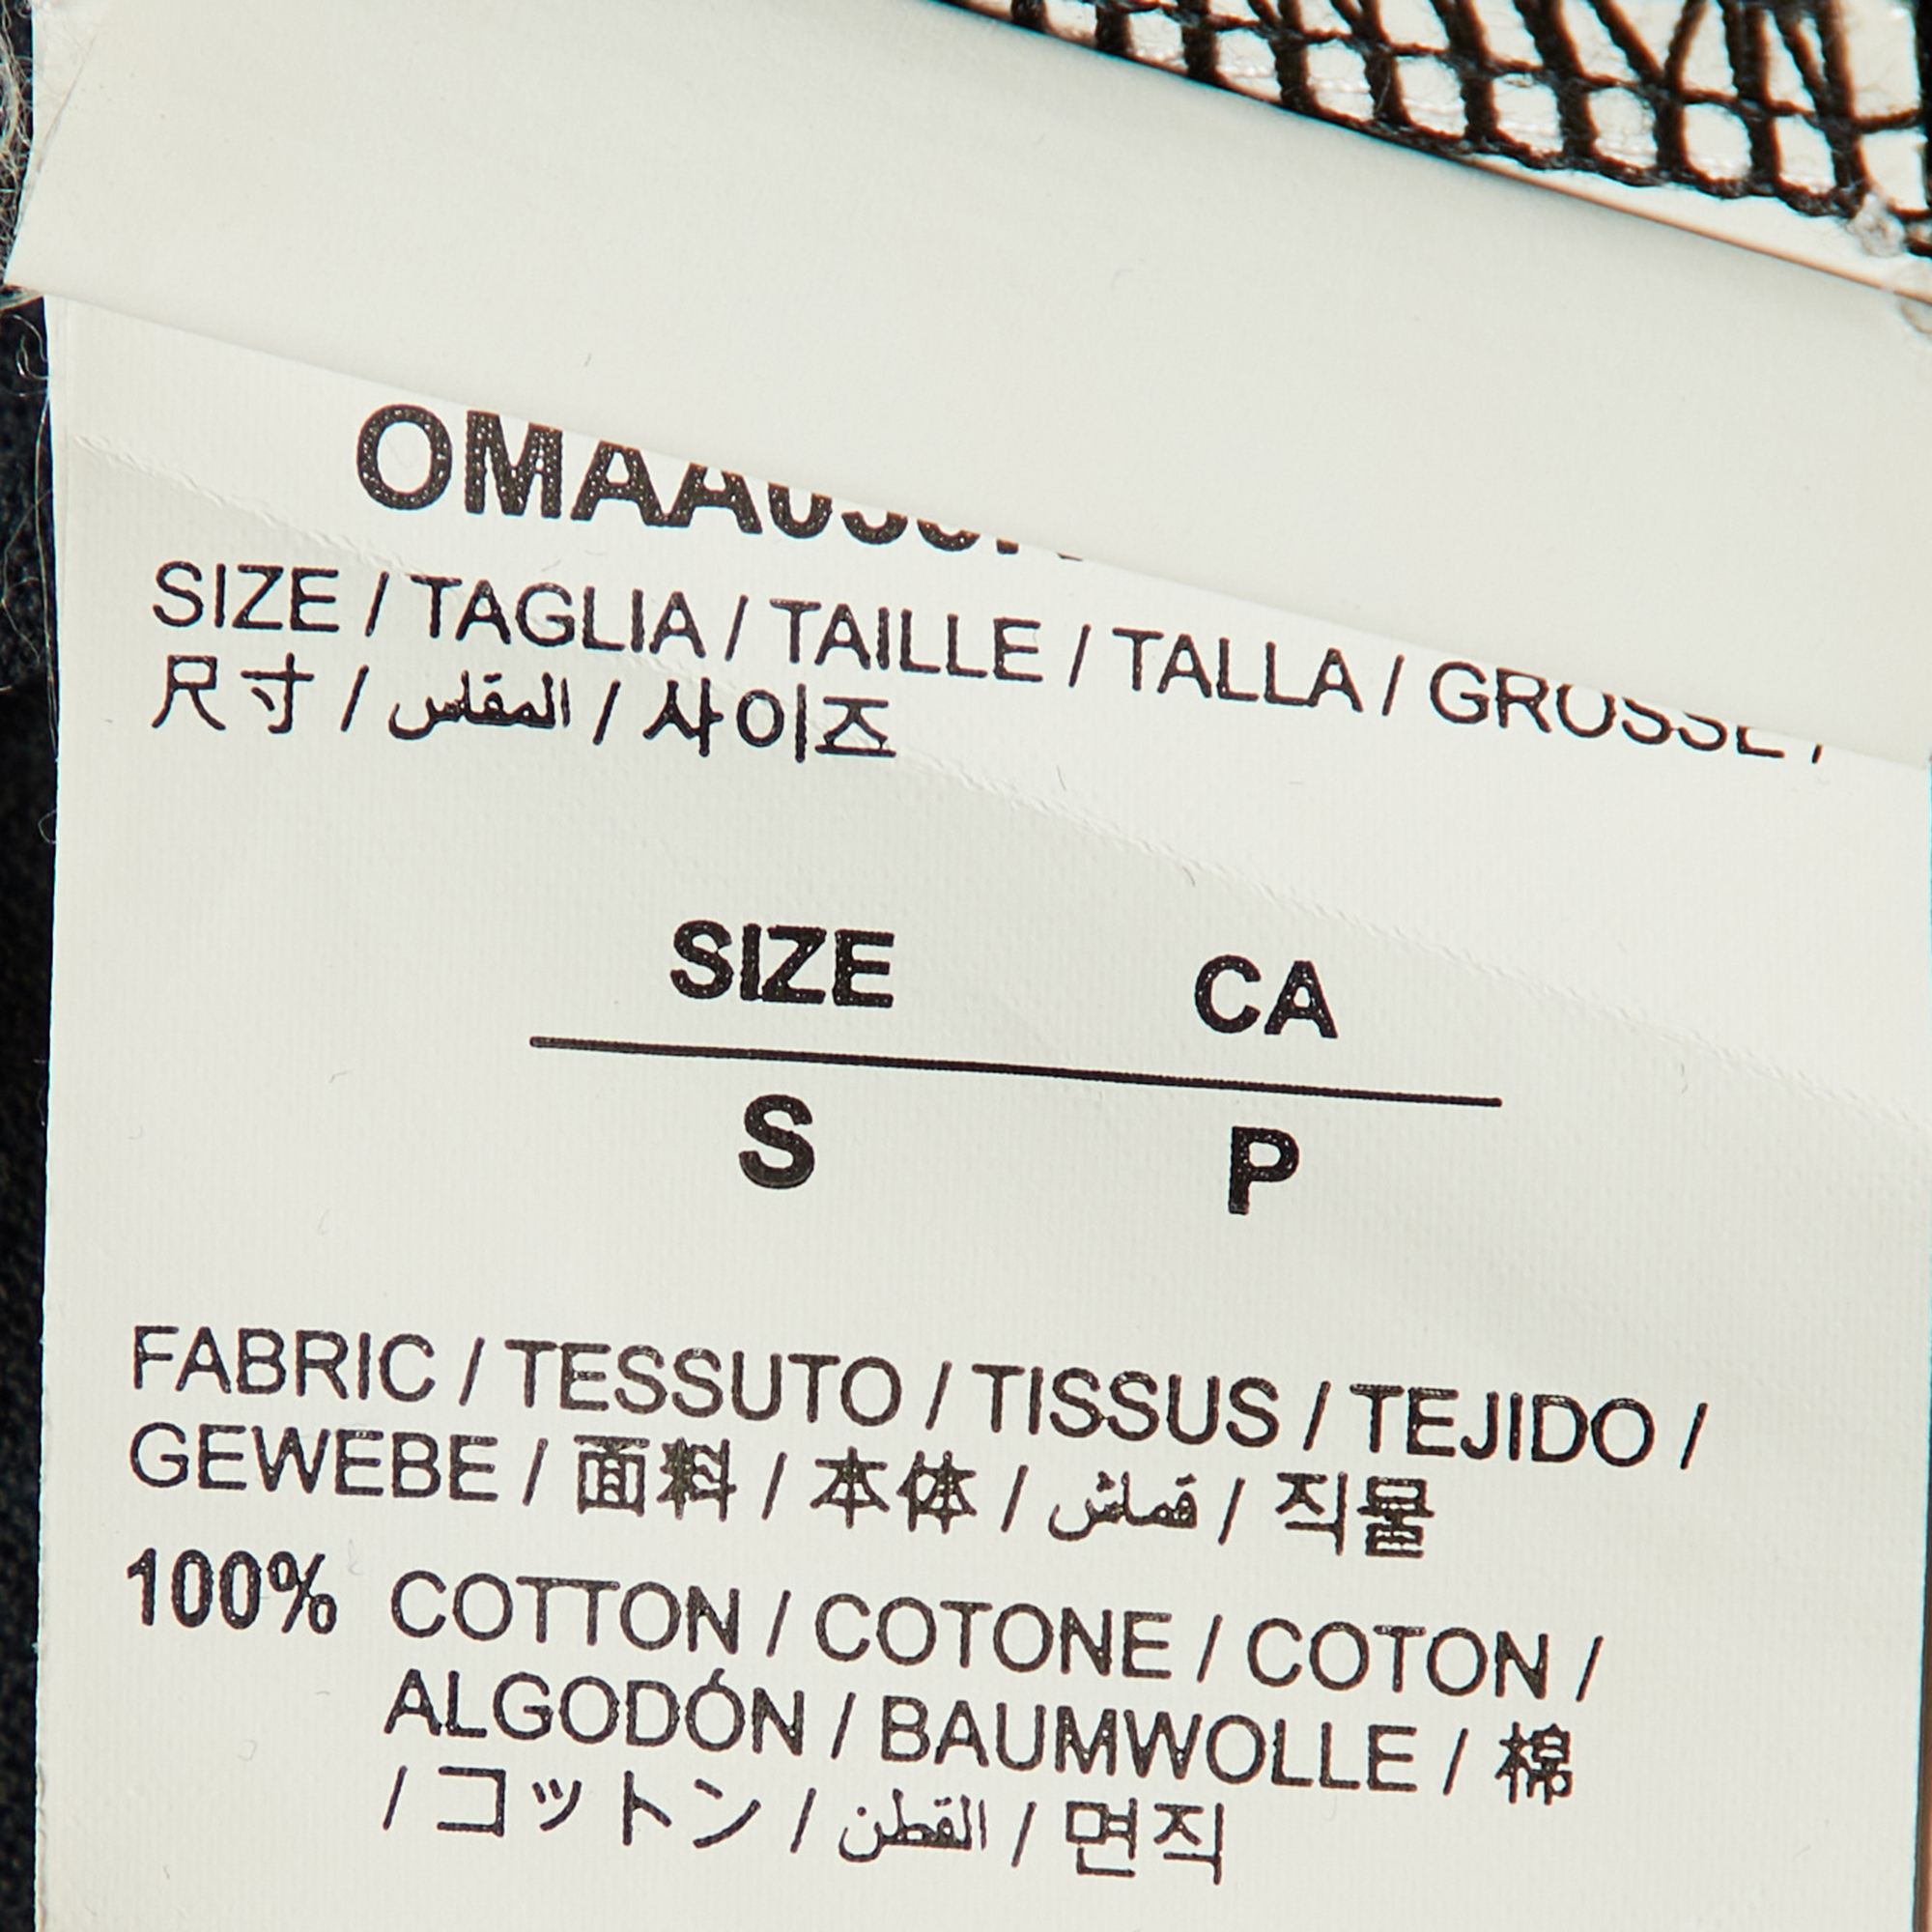 SIZE / TAGLIA / TAILLE / TALLA / GROSSE /
尺寸 / المقاس / 사이즈
SIZE CA
S P
FABRIC / TESSUTO / TISSUS / TEJIDO /
GEWEBE / 面料 / 本体 / قماش / 직물
100% COTTON / COTONE / COTON /
ALGODÓN / BAUMWOLLE / 棉
/ コットン / القطن / 면직